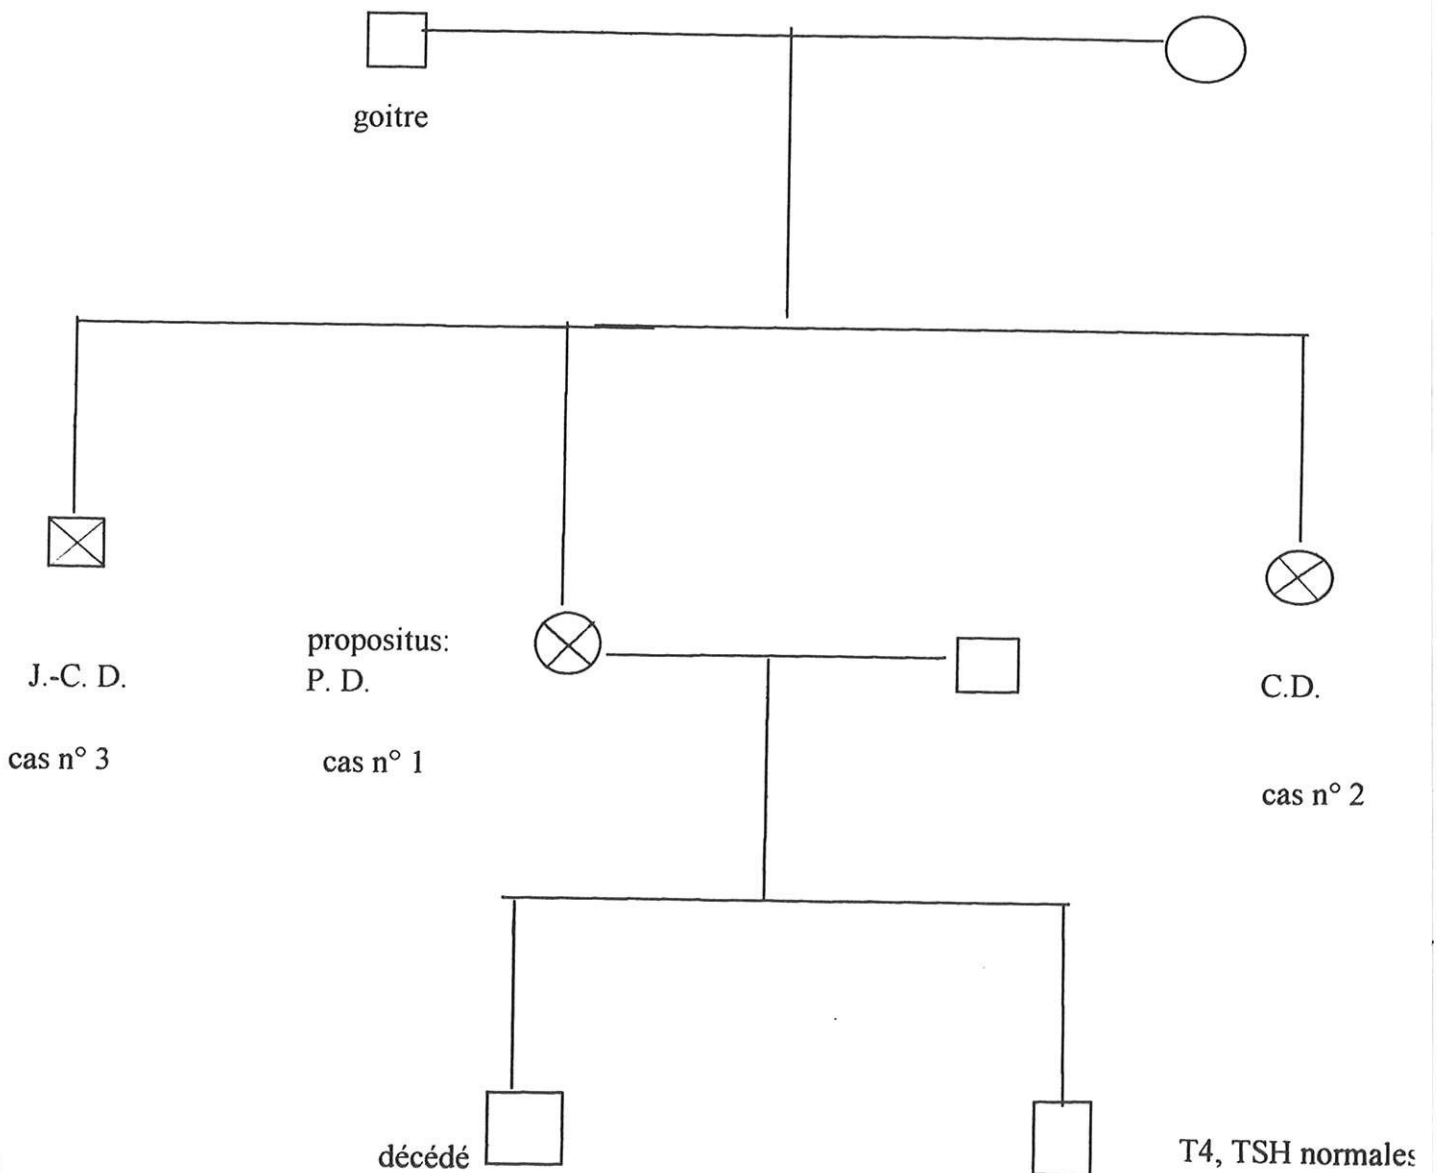 goitre
J.-C. D.
cas n° 3
propositus:
P. D.
cas n° 1
C.D.
cas n° 2
décédé
T4, TSH normales